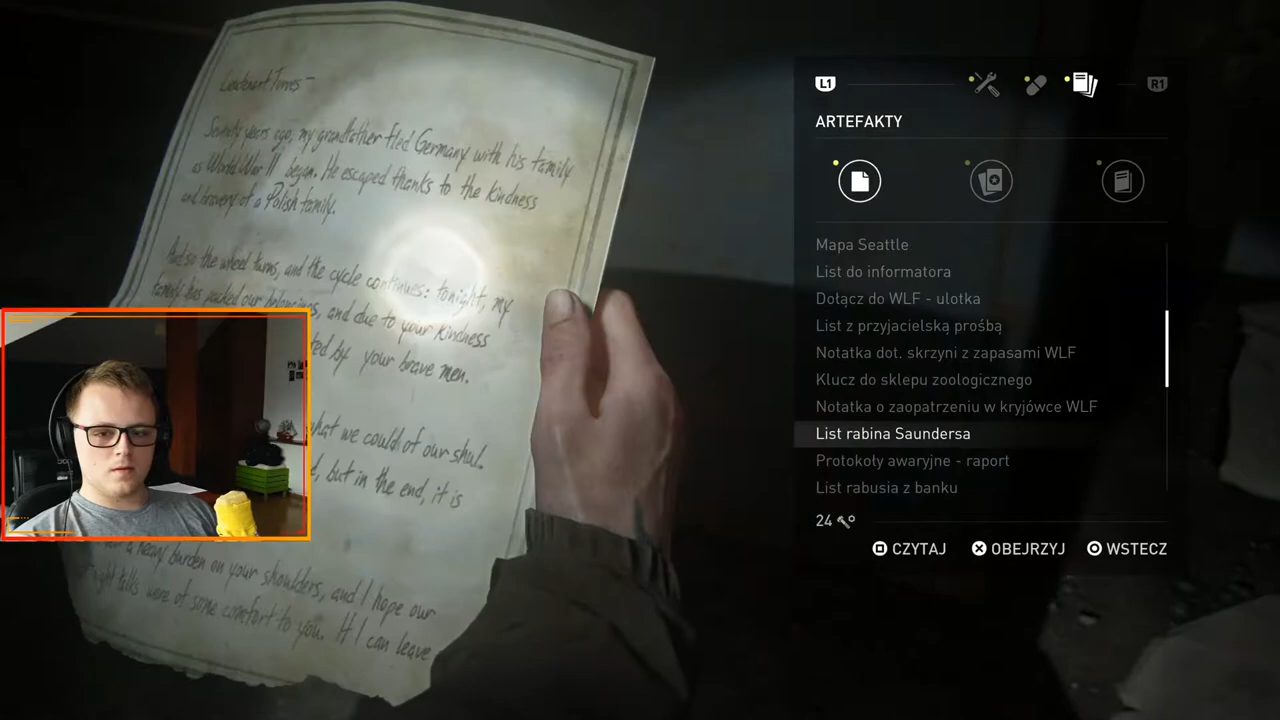 Lieutenant Torres—
Seventy years ago, my grandfather fled Germany with his family
as World War II began. He escaped thanks to the kindness
and bravery of a Polish family.
And so the wheel turns, and the cycle continues: tonight, my
family has packed our belongings, and due to your kindness
by your brave men.
what we could of our shul.
but in the end, it is
a heavy burden on your shoulders, and I hope our
talks were of some comfort to you. If I can leave
L1
R1
ARTEFAKTY
Mapa Seattle
List do informatora
Dołącz do WLF - ulotka
List z przyjacielską prośbą
Notatka dot. skrzyni z zapasami WLF
Klucz do sklepu zoologicznego
Notatka o zaopatrzeniu w kryjówce WLF
List rabina Saundersa
Protokoły awaryjne - raport
List rabusia z banku
24
CZYTAJ OBEJRZYJ WSTECZ